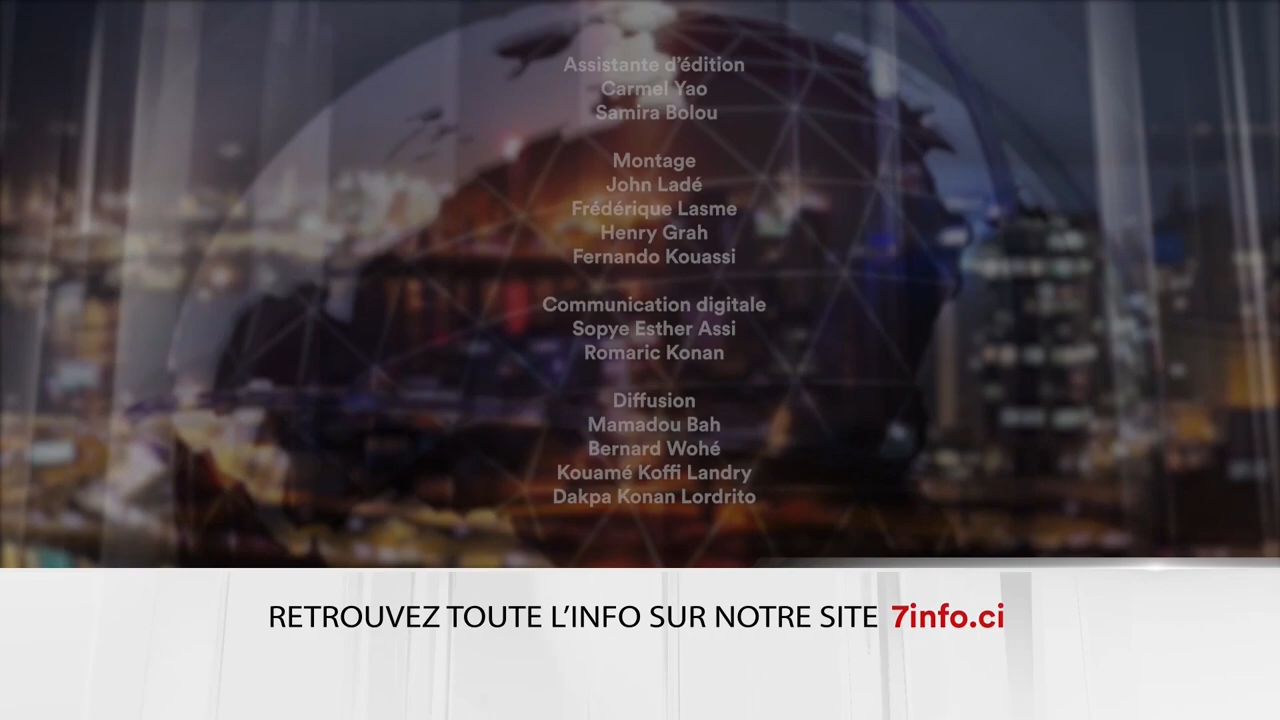 Assistante d'édition
Carmel Yao
Samira Bolou
Montage
John Ladé
Frédérique Lasme
Henry Grah
Fernando Kouassi
Communication digitale
Sopye Esther Assi
Romaric Konan
Diffusion
Mamadou Bah
Bernard Wohé
Kouamé Koffi Landry
Dakpa Konan Lordrito
RETROUVEZ TOUTE L'INFO SUR NOTRE SITE 7info.ci